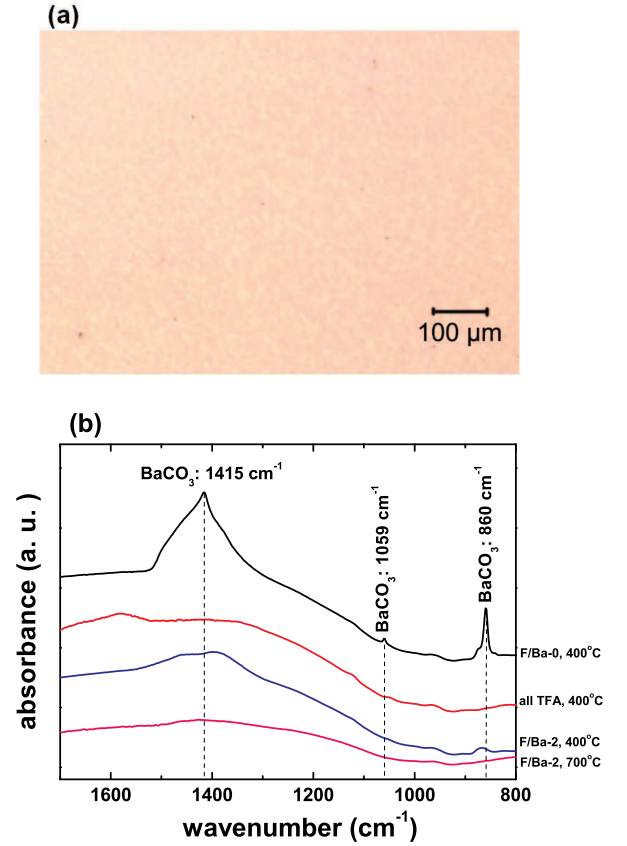 (a)
100 µm
(b)
BaCO₃: 1415 cm⁻¹
BaCO₃: 1059 cm⁻¹
BaCO₃: 860 cm⁻¹
F/Ba-0, 400°C
all TFA, 400°C
F/Ba-2, 400°C
F/Ba-2, 700°C
absorbance (a. u. )
1600 1400 1200 1000 800
wavenumber (cm⁻¹)